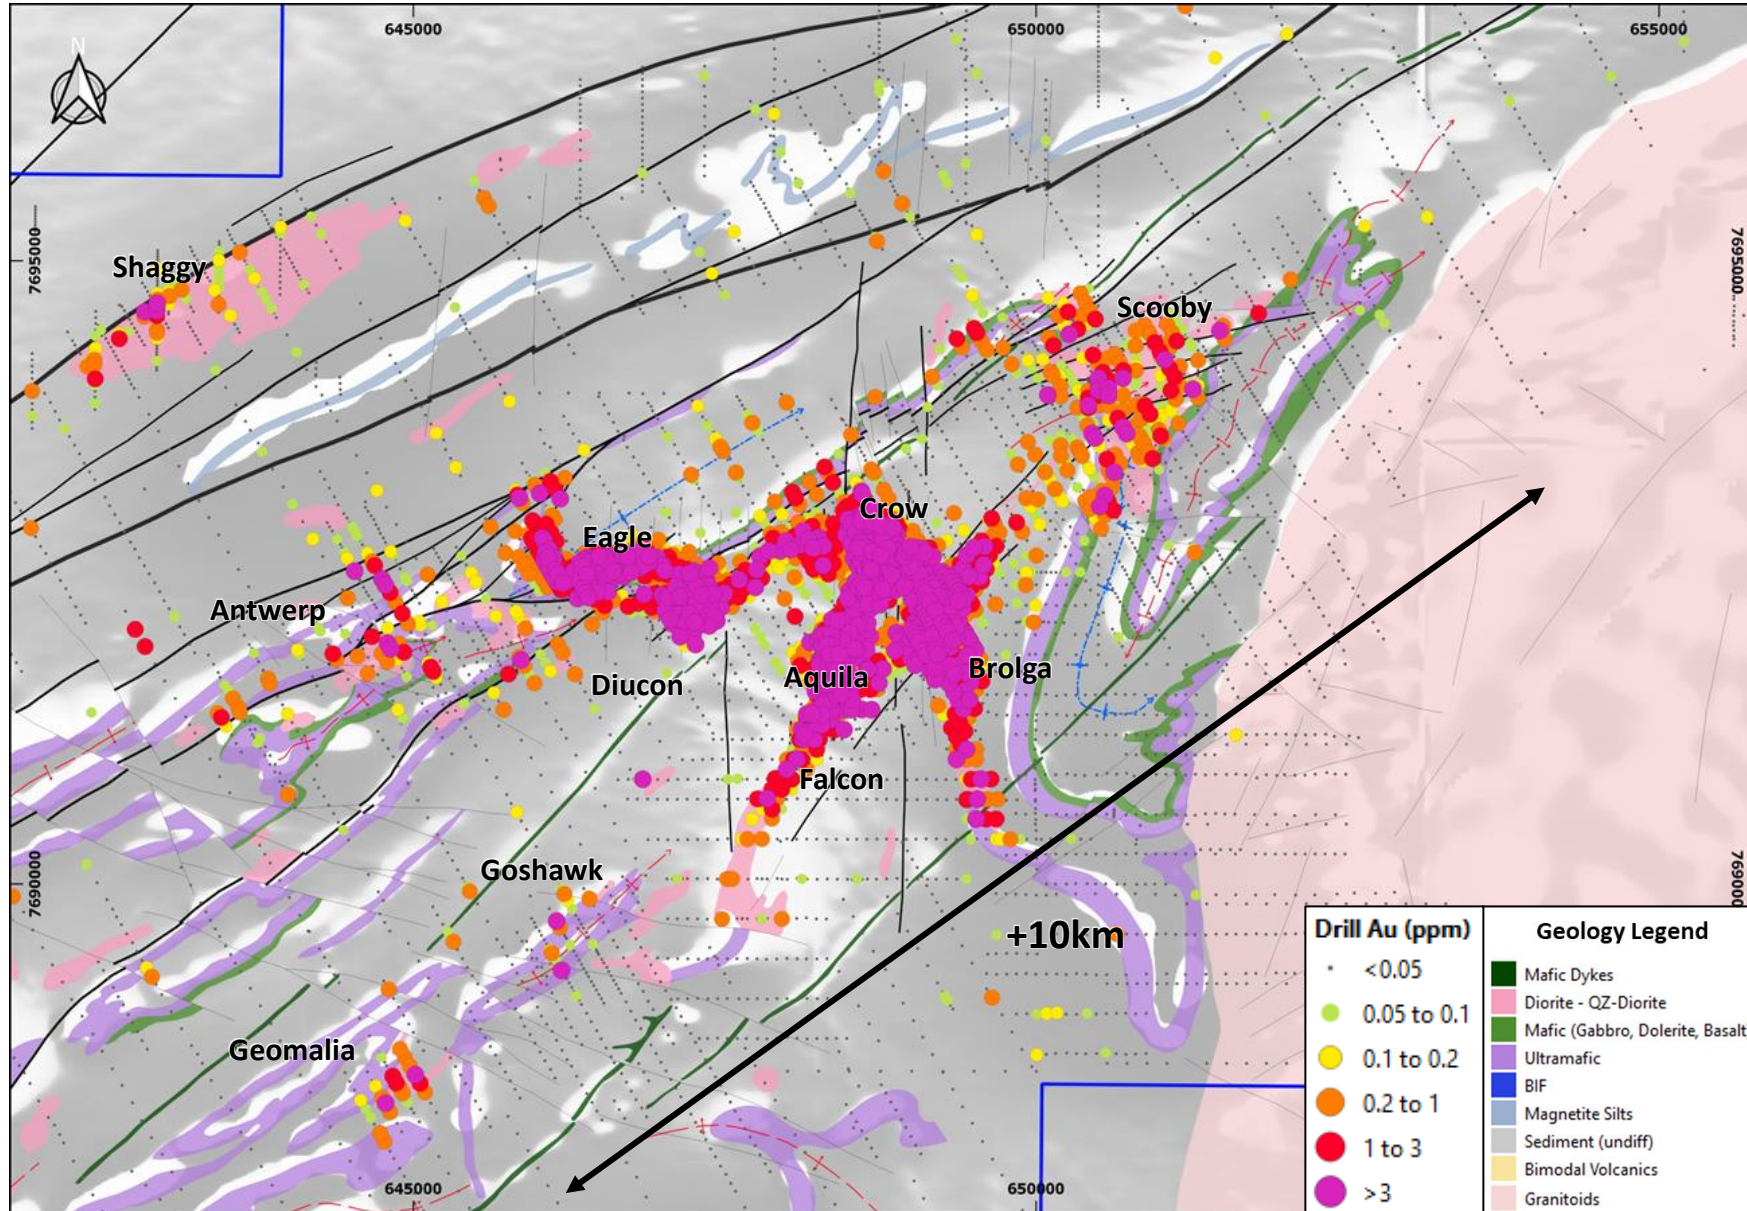 645000
650000
655000
N
7695000
7695000
Shaggy
Scooby
Crow
Eagle
Antwerp
Diucon
Aquila
Brolga
Falcon
Goshawk
7690000
769000
+10km
Geomalia
645000
650000
Drill Au (ppm)
<0.05
0.05 to 0.1
0.1 to 0.2
0.2 to 1
1 to 3
>3
Geology Legend
Mafic Dykes
Diorite - QZ-Diorite
Mafic (Gabbro, Dolerite, Basalt
Ultramafic
BIF
Magnetite Silts
Sediment (undiff)
Bimodal Volcanics
Granitoids